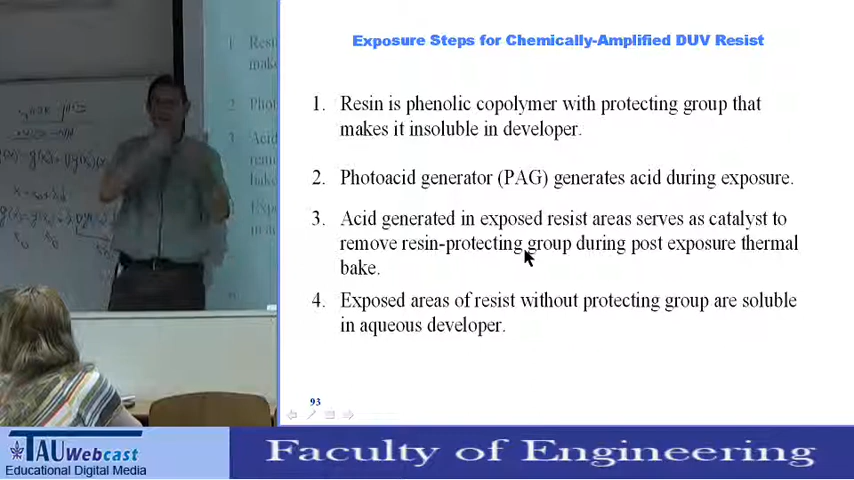 Exposure Steps for Chemically-Amplified DUV Resist
1. Resin is phenolic copolymer with protecting group that
makes it insoluble in developer.
2. Photoacid generator (PAG) generates acid during exposure.
3. Acid generated in exposed resist areas serves as catalyst to
remove resin-protecting group during post exposure thermal
bake.
4. Exposed areas of resist without protecting group are soluble
in aqueous developer.
93
TAU Webcast
Educational Digital Media
Faculty of Engineering